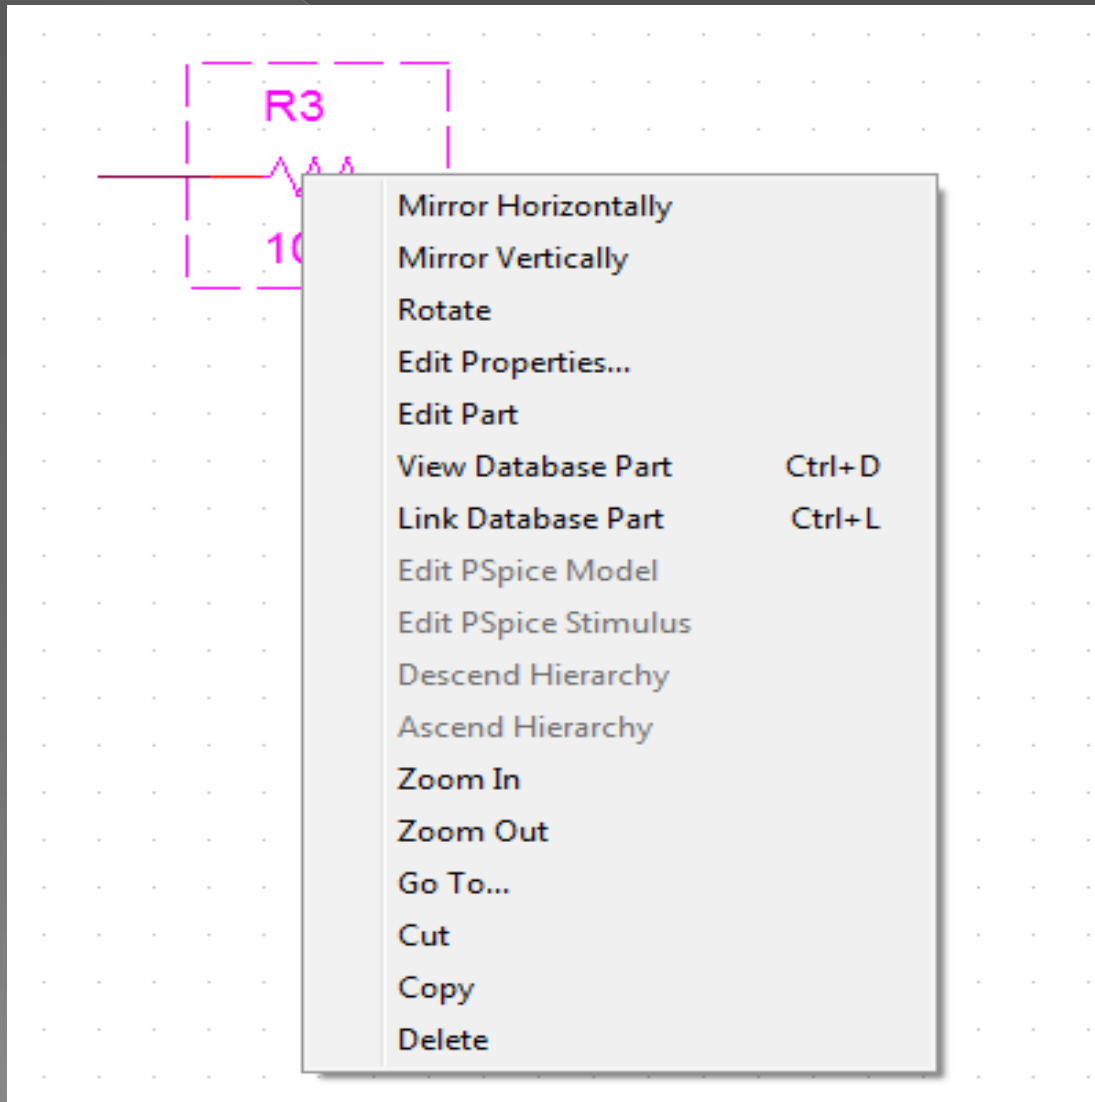 R3
Mirror Horizontally
Mirror Vertically
Rotate
Edit Properties...
Edit Part
View Database Part Ctrl+D
Link Database Part Ctrl+L
Edit PSpice Model
Edit PSpice Stimulus
Descend Hierarchy
Ascend Hierarchy
Zoom In
Zoom Out
Go To...
Cut
Copy
Delete